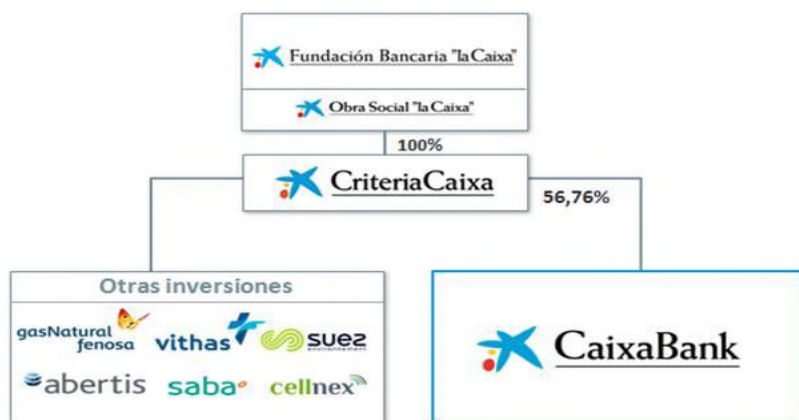 Fundación Bancaria "la Caixa"
Obra Social "la Caixa"
100%
CriteriaCaixa
56,76%
Otras inversiones
gasNatural
fenosa
vithas
suez
environnement
abertis
saba
cellnex
CaixaBank